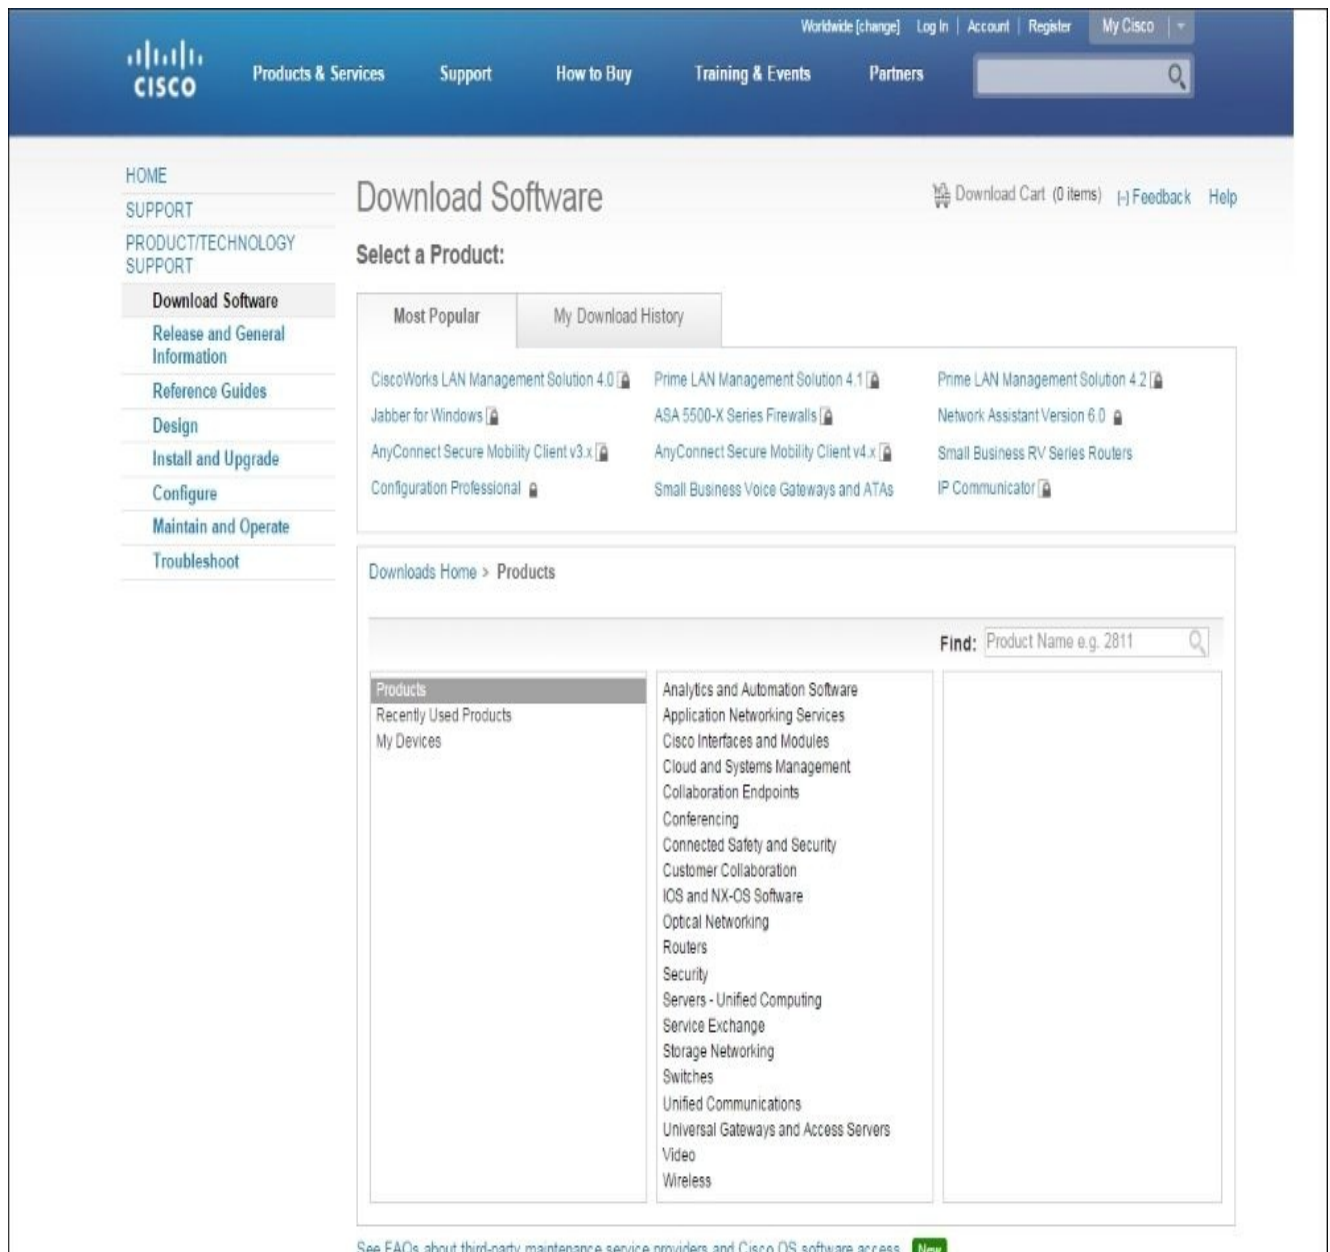 Worldwide [change] Log In | Account | Register My Cisco
CISCO
Products & Services Support How to Buy Training & Events Partners
HOME
SUPPORT
PRODUCT/TECHNOLOGY
SUPPORT
Download Software
Release and General
Information
Reference Guides
Design
Install and Upgrade
Configure
Maintain and Operate
Troubleshoot
Download Software
Download Cart (0 items) [-] Feedback Help
Select a Product:
Most Popular My Download History
CiscoWorks LAN Management Solution 4.0 Prime LAN Management Solution 4.1 Prime LAN Management Solution 4.2
Jabber for Windows ASA 5500-X Series Firewalls Network Assistant Version 6.0
AnyConnect Secure Mobility Client v3.x AnyConnect Secure Mobility Client v4.x Small Business RV Series Routers
Configuration Professional Small Business Voice Gateways and ATAs IP Communicator
Downloads Home > Products
Find: Product Name e.g. 2811
Products
Recently Used Products
My Devices
Analytics and Automation Software
Application Networking Services
Cisco Interfaces and Modules
Cloud and Systems Management
Collaboration Endpoints
Conferencing
Connected Safety and Security
Customer Collaboration
IOS and NX-OS Software
Optical Networking
Routers
Security
Servers - Unified Computing
Service Exchange
Storage Networking
Switches
Unified Communications
Universal Gateways and Access Servers
Video
Wireless
See FAQs about third-party maintenance service providers and Cisco OS software access. New